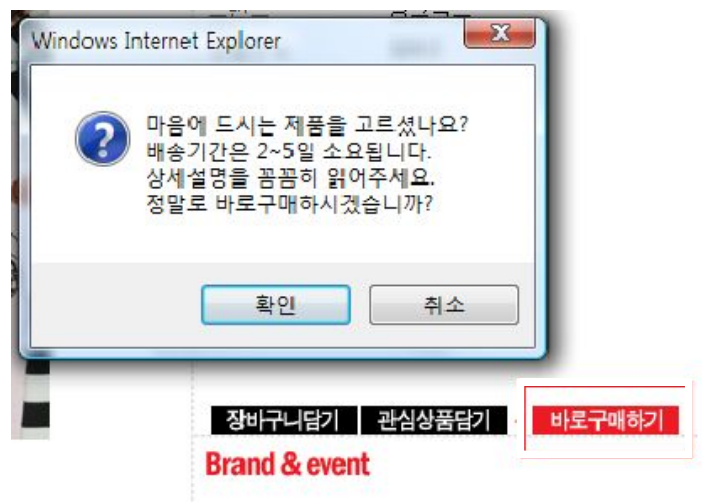 Windows Internet Explorer
마음에 드시는 제품을 고르셨나요?
배송기간은 2~5일 소요됩니다.
상세설명을 꼼꼼히 읽어주세요.
정말로 바로구매하시겠습니까?
확인 취소
장바구니담기 관심상품담기 바로구매하기
Brand & event